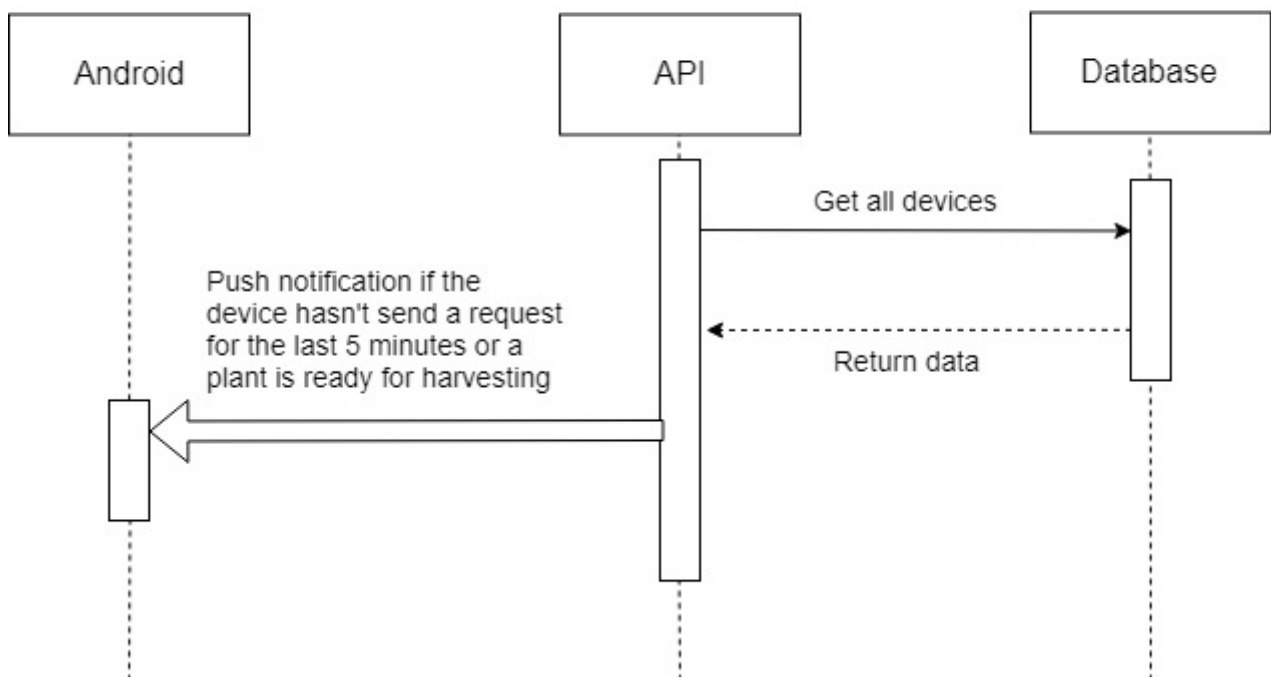 Android
API
Database
Get all devices
Push notification if the
device hasn't send a request
for the last 5 minutes or a
plant is ready for harvesting
Return data